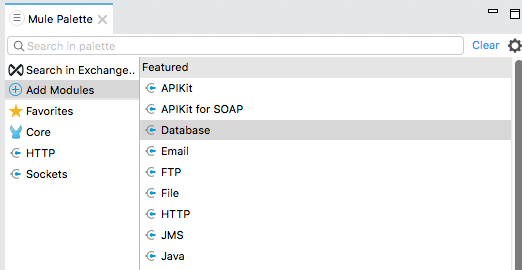 Mule Palette
Search in palette
Clear
Search in Exchange..
Add Modules
Favorites
Core
HTTP
Sockets
Featured
APIKit
APIKit for SOAP
Database
Email
FTP
File
HTTP
JMS
Java